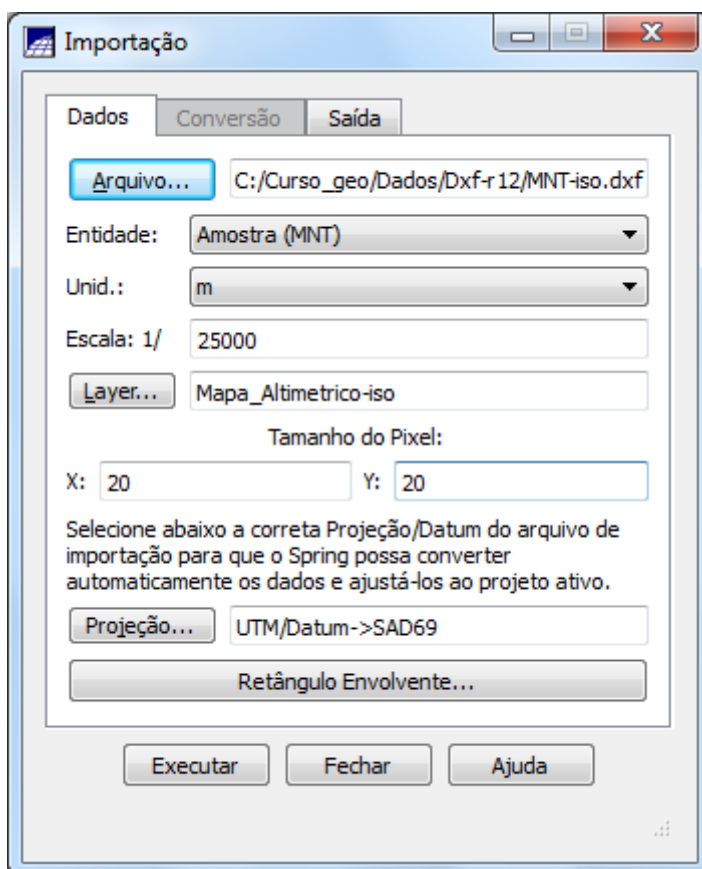 Importação
Dados Conversão Saída
Arquivo... C:/Curso_geo/Dados/Dxf-r12/MNT-iso.dxf
Entidade: Amostra (MNT)
Unid.: m
Escala: 1/ 25000
Layer... Mapa_Altimetrico-iso
Tamanho do Pixel:
X: 20 Y: 20
Selecione abaixo a correta Projeção/Datum do arquivo de
importação para que o Spring possa converter
automaticamente os dados e ajustá-los ao projeto ativo.
Projeção... UTM/Datum->SAD69
Retângulo Envolvente...
Executar Fechar Ajuda